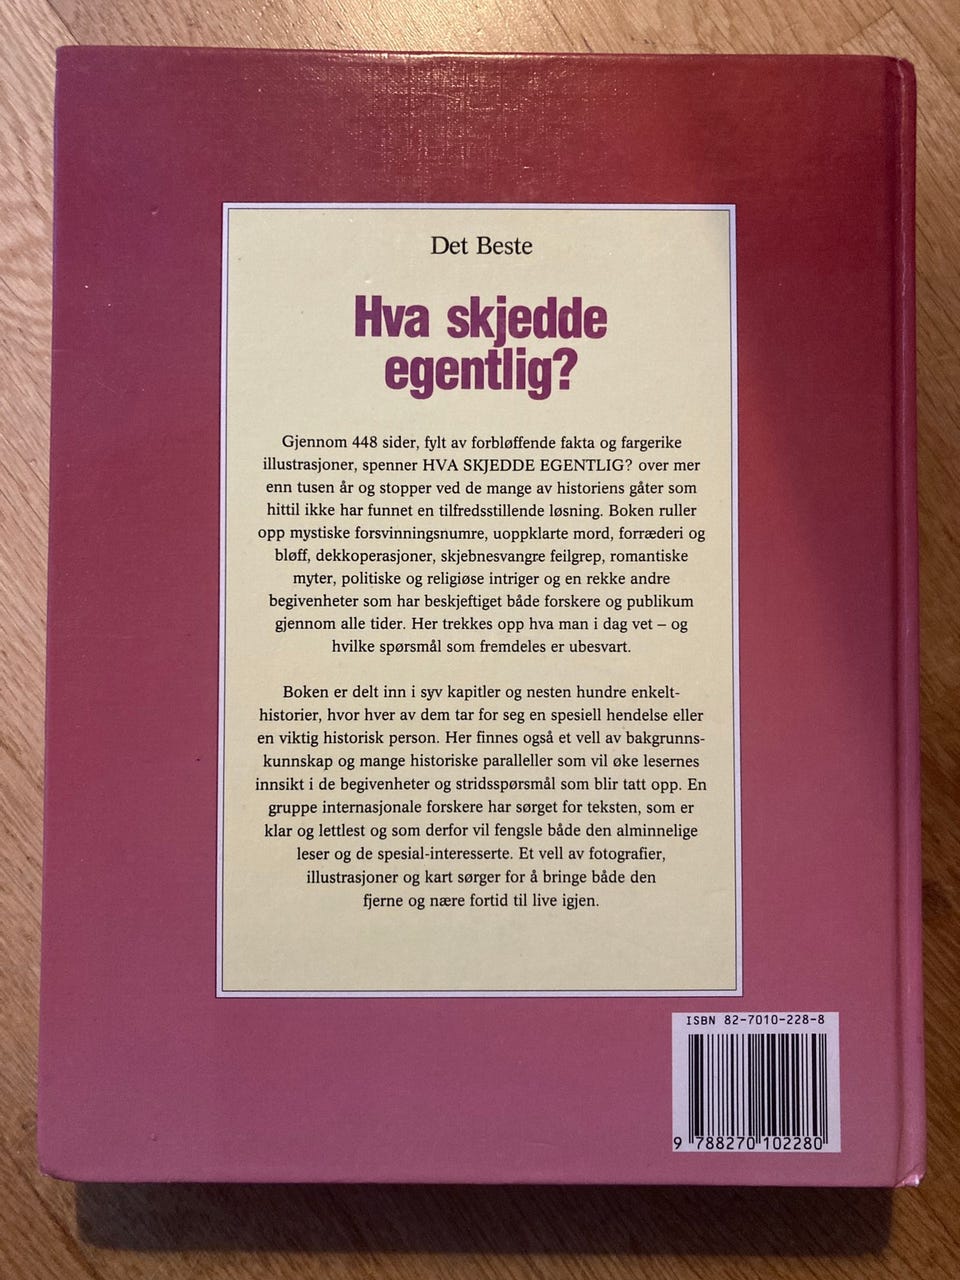 Det Beste
Hva skjedde
egentlig?
Gjennom 448 sider, fylt av forbløffende fakta og fargerike
illustrasjoner, spenner HVA SKJEDDE EGENTLIG? over mer
enn tusen år og stopper ved de mange av historiens gåter som
hittil ikke har funnet en tilfredsstillende løsning. Boken ruller
opp mystiske forsvinningsnumre, uoppklarte mord, forræderi og
bløff, dekkoperasjoner, skjebnesvangre feilgrep, romantiske
myter, politiske og religiøse intriger og en rekke andre
begivenheter som har beskjeftiget både forskere og publikum
gjennom alle tider. Her trekkes opp hva man i dag vet – og
hvilke spørsmål som fremdeles er ubesvart.
Boken er delt inn i syv kapitler og nesten hundre enkelt-
historier, hvor hver av dem tar for seg en spesiell hendelse eller
en viktig historisk person. Her finnes også et vell av bakgrunns-
kunnskap og mange historiske paralleller som vil øke lesernes
innsikt i de begivenheter og stridsspørsmål som blir tatt opp. En
gruppe internasjonale forskere har sørget for teksten, som er
klar og lettlest og som derfor vil fengsle både den alminnelige
leser og de spesial-interesserte. Et vell av fotografier,
illustrasjoner og kart sørger for å bringe både den
fjerne og nære fortid til live igjen.
ISBN 82-7010-228-8
9 788270 102280